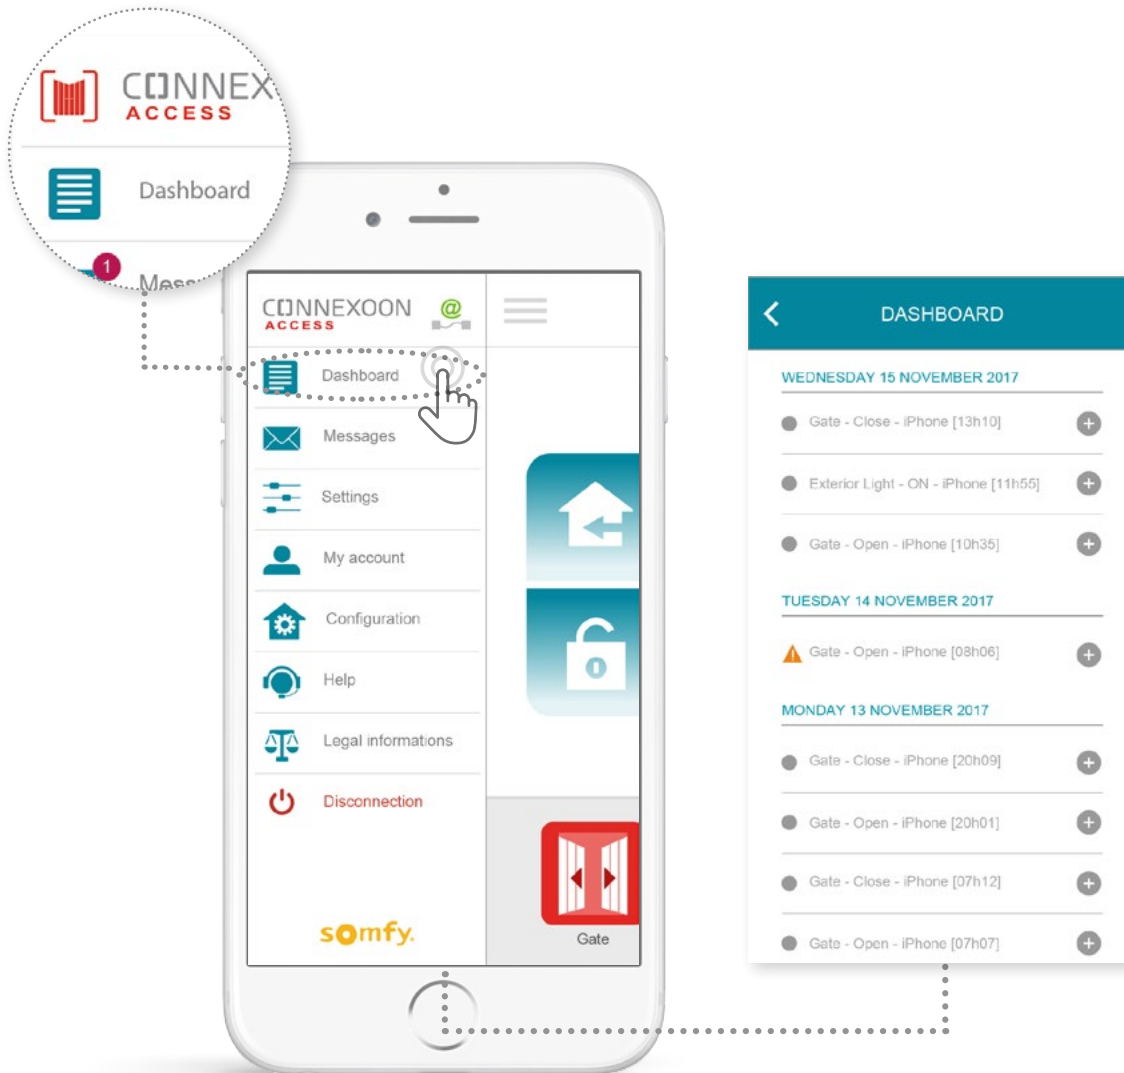 CONNEX
ACCESS
Dashboard
1
Mess
CONNEXOON
ACCESS
@
Dashboard
Messages
Settings
My account
Configuration
Help
Legal informations
Disconnection
somfy.
Gate
DASHBOARD
WEDNESDAY 15 NOVEMBER 2017
Gate - Close - iPhone [13h10]
Exterior Light - ON - iPhone [11h55]
Gate - Open - iPhone [10h35]
TUESDAY 14 NOVEMBER 2017
Gate - Open - iPhone [08h06]
MONDAY 13 NOVEMBER 2017
Gate - Close - iPhone [20h09]
Gate - Open - iPhone [20h01]
Gate - Close - iPhone [07h12]
Gate - Open - iPhone [07h07]